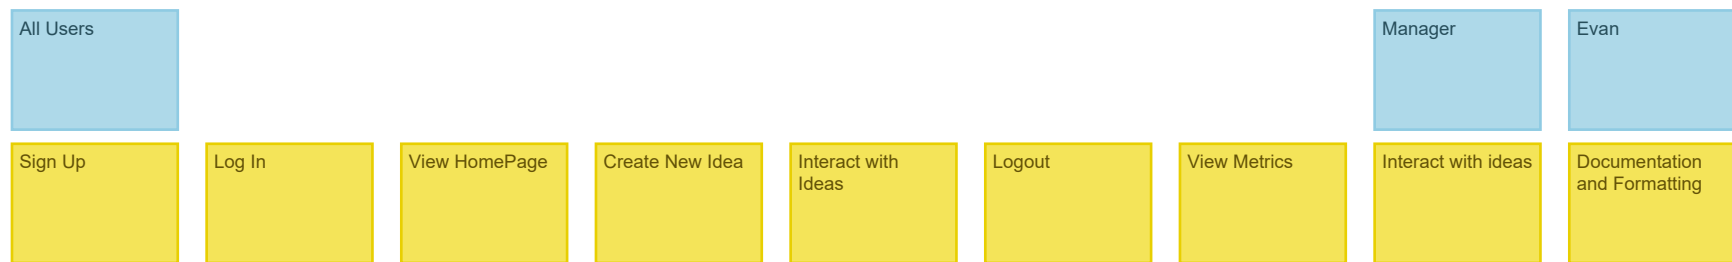 All Users
Manager
Evan
Sign Up
Log In
View HomePage
Create New Idea
Interact with
Ideas
Logout
View Metrics
Interact with ideas
Documentation
and Formatting